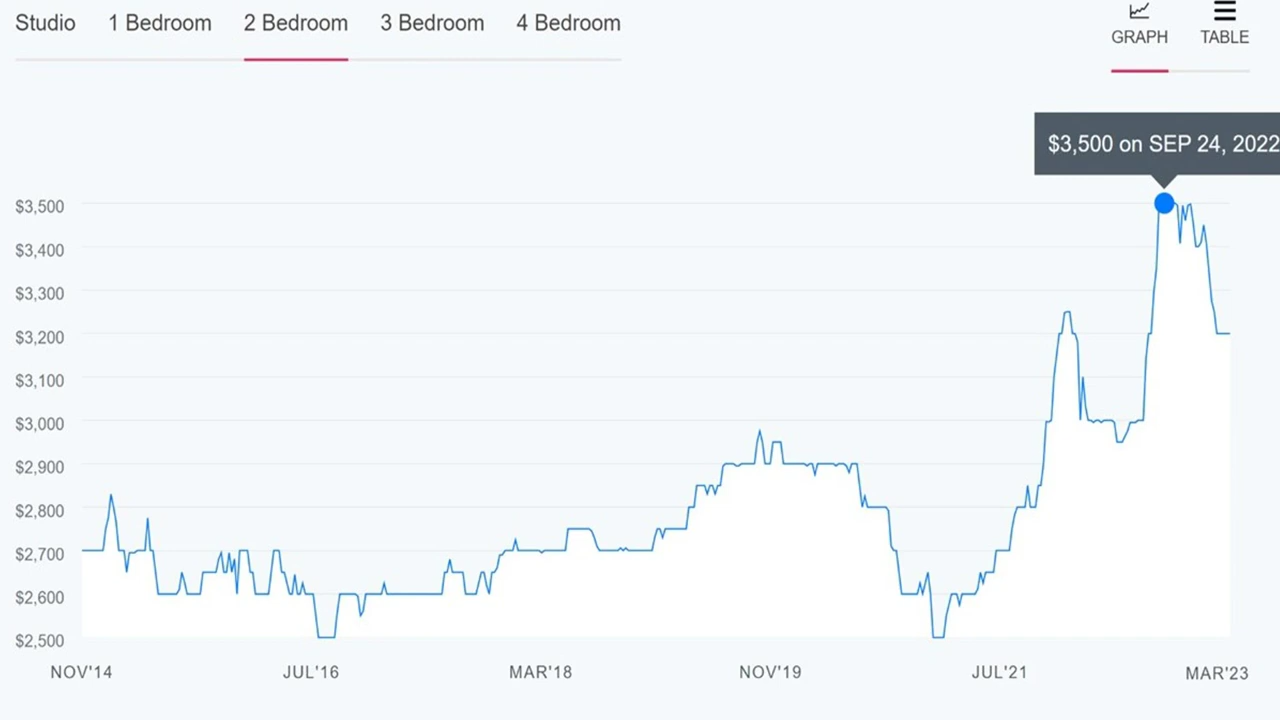 Studio 1 Bedroom 2 Bedroom 3 Bedroom 4 Bedroom
GRAPH TABLE
$3,500 on SEP 24, 2022
$3,500
$3,400
$3,300
$3,200
$3,100
$3,000
$2,900
$2,800
$2,700
$2,600
$2,500
NOV'14 JUL'16 MAR'18 NOV'19 JUL'21 MAR'23